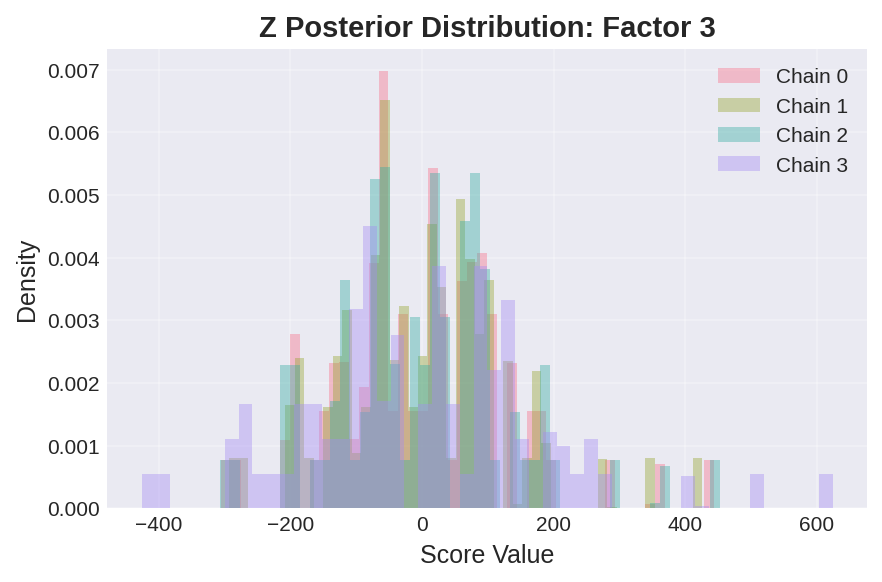 Z Posterior Distribution: Factor 3
Chain 0
Chain 1
Chain 2
Chain 3
Density
0.007
0.006
0.005
0.004
0.003
0.002
0.001
0.000
−400 −200 0 200 400 600
Score Value